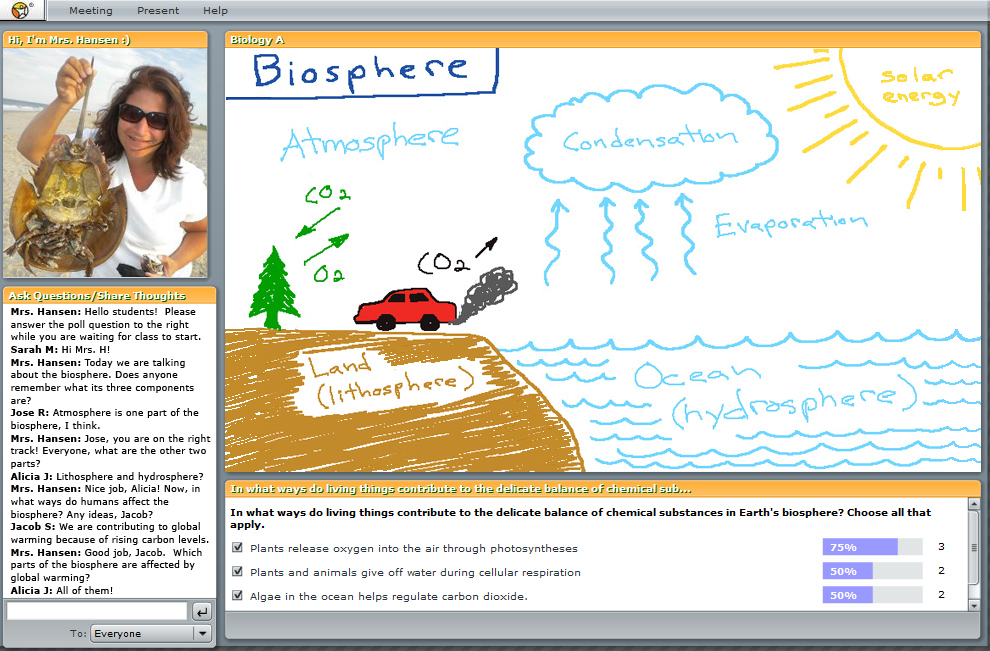 Meeting Present Help
Hi, I'm Mrs. Hansen :)
Ask Questions/Share Thoughts
Mrs. Hansen: Hello students! Please
answer the poll question to the right
while you are waiting for class to start.
Sarah M: Hi Mrs. H!
Mrs. Hansen: Today we are talking
about the biosphere. Does anyone
remember what its three components
are?
Jose R: Atmosphere is one part of the
biosphere, I think.
Mrs. Hansen: Jose, you are on the right
track! Everyone, what are the other two
parts?
Alicia J: Lithosphere and hydrosphere?
Mrs. Hansen: Nice job, Alicia! Now, in
what ways do humans affect the
biosphere? Any ideas, Jacob?
Jacob S: We are contributing to global
warming because of rising carbon levels.
Mrs. Hansen: Good job, Jacob. Which
parts of the biosphere are affected by
global warming?
Alicia J: All of them!
To: Everyone
Biology A
Biosphere
solar
energy
Atmosphere
Condensation
CO2
O2
CO2
Evaporation
Land
(lithosphere)
Ocean
(hydrosphere)
In what ways do living things contribute to the delicate balance of chemical sub...
In what ways do living things contribute to the delicate balance of chemical substances in Earth's biosphere? Choose all that
apply.
Plants release oxygen into the air through photosyntheses 75% 3
Plants and animals give off water during cellular respiration 50% 2
Algae in the ocean helps regulate carbon dioxide. 50% 2